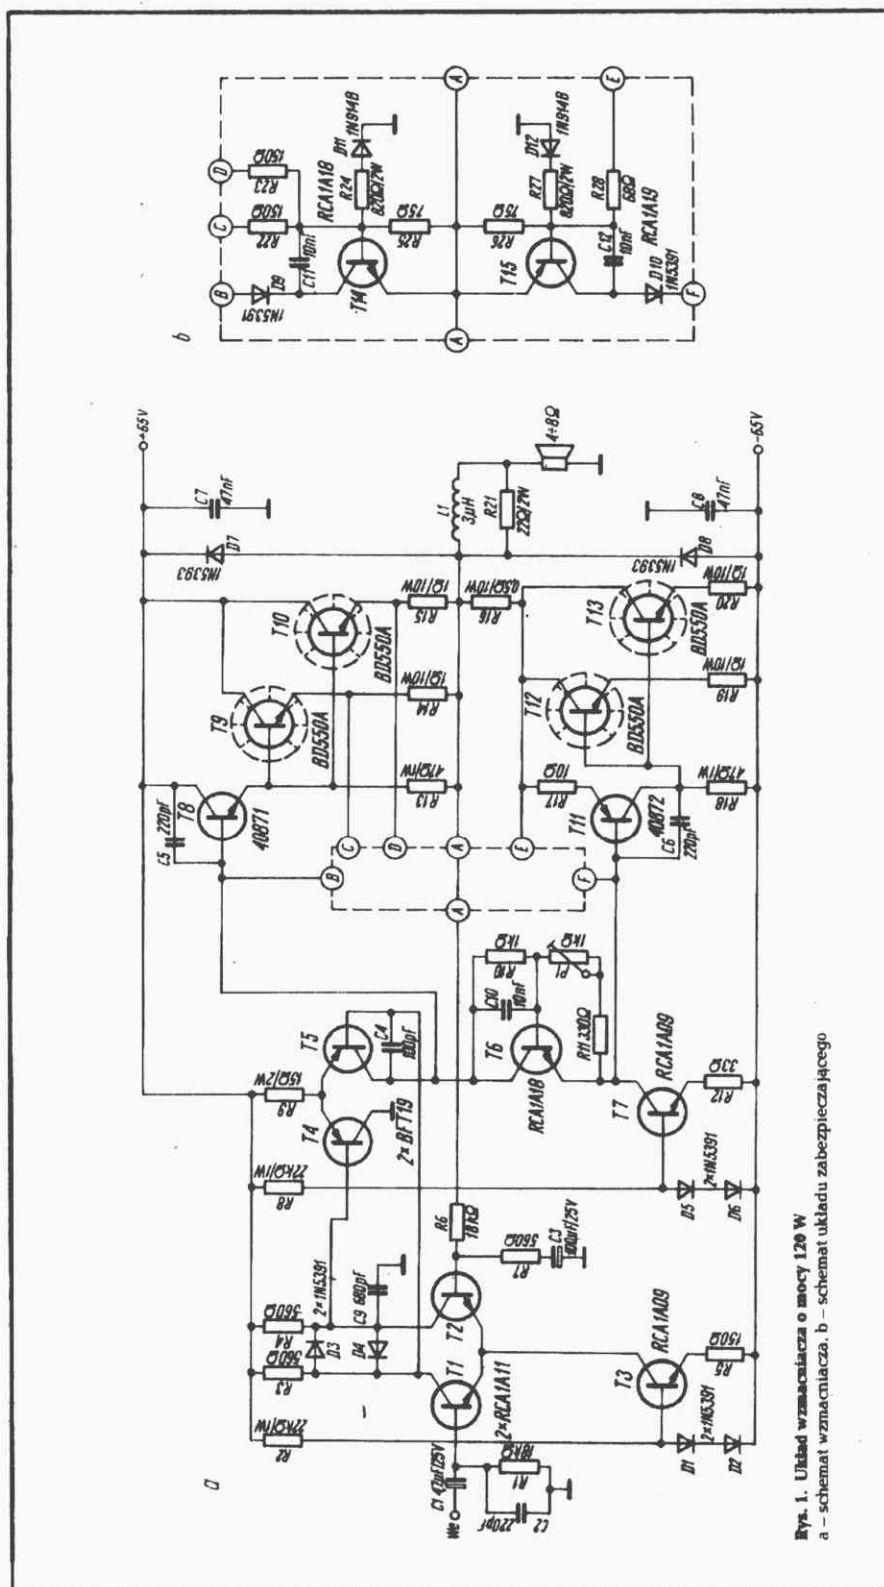 a
+65V
-65V
We
C1 47µF/25V
C2
220pF
R1
18kΩ
R2
22kΩ/1W
R3
560Ω
R4
560Ω
D3
D4
2×1N5391
C9 680pF
T1
T2
2×RCA1A11
R6
18kΩ
R7
560Ω
C3
100µF/25V
T3
RCA1A09
R5
150Ω
D1
D2
2×1N5391
R8
22kΩ/1W
R9
15Ω/2W
T4
T5
2×BFT19
C4
100pF
D5
D6
2×1N5391
T7
RCA1A09
R12
33Ω
T6
RCA1A18
C10
10nF
R10
1kΩ
P1
1kΩ
R11 330Ω
A
B
C
D
A
E
F
C5
220pF
T8
40871
T9
BD550A
T10
BD550A
R13
47Ω/1W
R14
1Ω/10W
R15
1Ω/10W
R16
0,5Ω/10W
R17
10Ω
T11
40872
C6
220pF
T12
BD550A
T13
BD550A
R18
47Ω/1W
R19
1Ω/10W
R20
1Ω/10W
D7
1N5393
D8
1N5393
C7
47nF
C8
47nF
L1
3µH
R21
22Ω/2W
4÷8Ω
b
B
C
D
A
A
E
F
D9
1N5391
R22
150Ω
R23
150Ω
C11
10nF
T14
RCA1A18
R24
820Ω/2W
D11
1N914B
R25
75Ω
R26
75Ω
T15
RCA1A19
R27
820Ω/2W
D12
1N914B
R28
68Ω
C12
10nF
D10
1N5391
Rys. 1. Układ wzmacniacza o mocy 120 W
a – schemat wzmacniacza, b – schemat układu zabezpieczającego